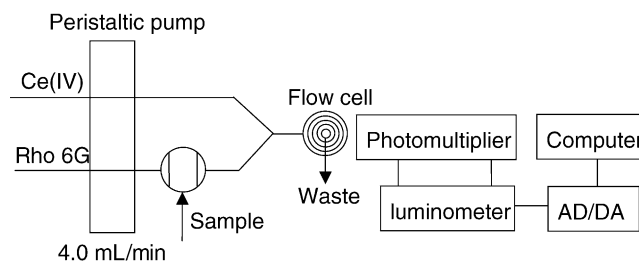 Peristaltic pump
Ce(IV)
Flow cell
Rho 6G
Photomultiplier
Computer
Sample
Waste
luminometer
AD/DA
4.0 mL/min